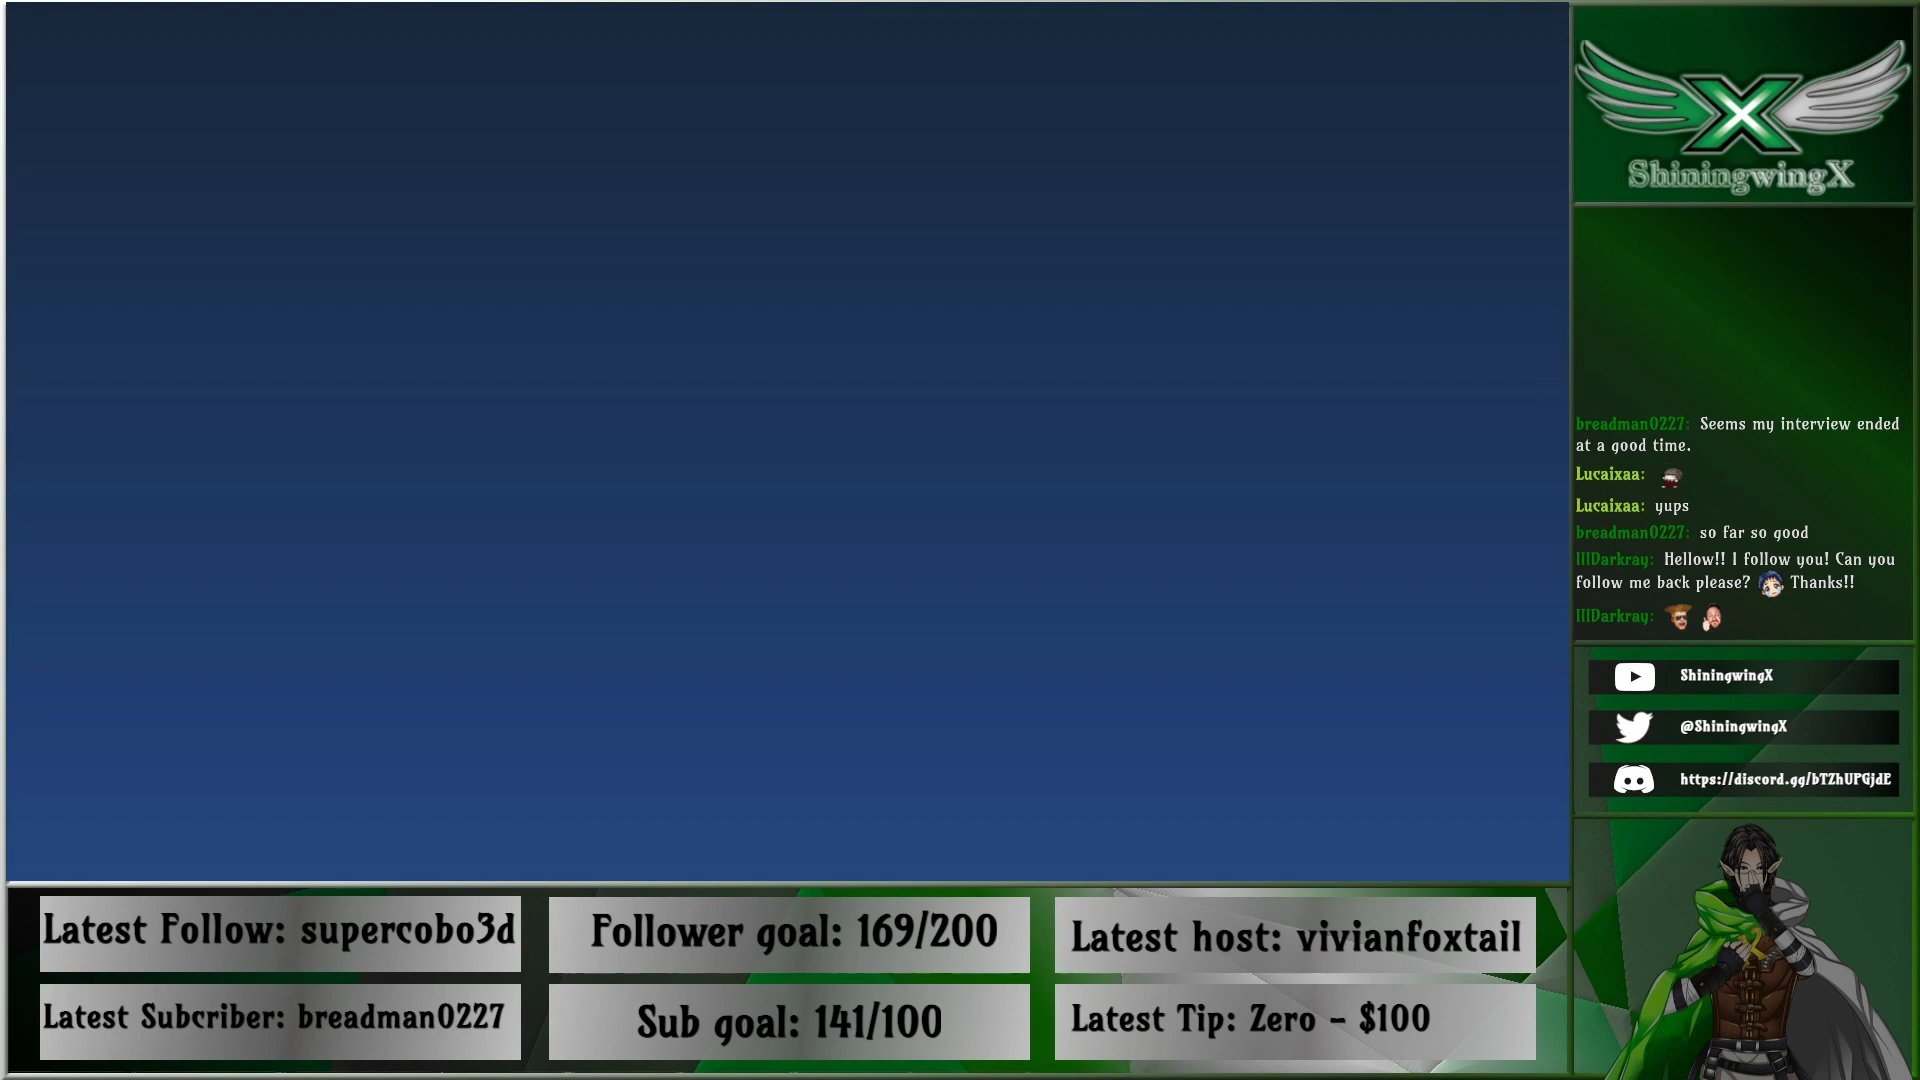 X
ShiningwingX
breadman0227: Seems my interview ended
at a good time.
Lucaixaa:
Lucaixaa: yups
breadman0227: so far so good
IIIDarkray: Hellow!! I follow you! Can you
follow me back please? Thanks!!
IIIDarkray:
ShiningwingX
@ShiningwingX
https://discord.gg/bTZhUPGjdE
Latest Follow: supercobo3d
Follower goal: 169/200
Latest host: vivianfoxtail
Latest Subcriber: breadman0227
Sub goal: 141/100
Latest Tip: Zero - $100